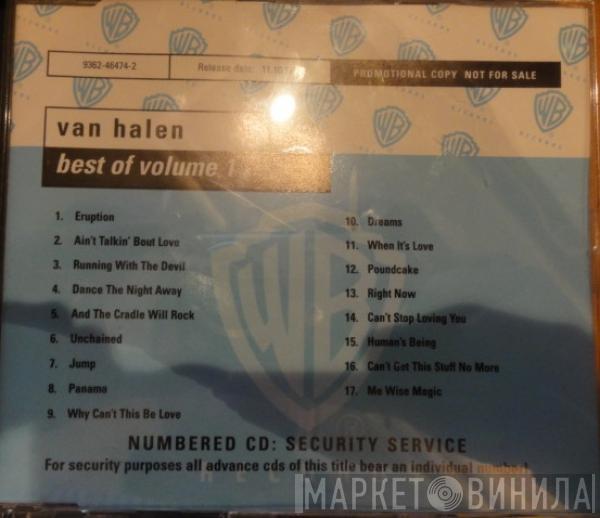 9362-46474-2
Release date: 11.10
PROMOTIONAL COPY NOT FOR SALE
van halen
best of volume 1
1. Eruption
2. Ain't Talkin' Bout Love
3. Running With The Devil
4. Dance The Night Away
5. And The Cradle Will Rock
6. Unchained
7. Jump
8. Panama
9. Why Can't This Be Love
10. Dreams
11. When It's Love
12. Poundcake
13. Right Now
14. Can't Stop Loving You
15. Human's Being
16. Can't Get This Stuff No More
17. Me Wise Magic
NUMBERED CD: SECURITY SERVICE
For security purposes all advance cds of this title bear an individual number!
МАРКЕТ ВИНИЛА